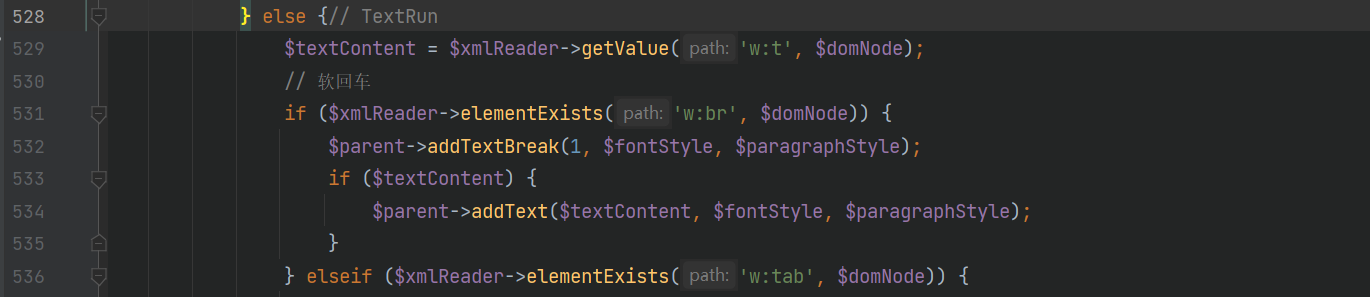 528 } else {// TextRun
529 $textContent = $xmlReader->getValue( path: 'w:t', $domNode);
530 // 软回车
531 if ($xmlReader->elementExists( path: 'w:br', $domNode)) {
532 $parent->addTextBreak(1, $fontStyle, $paragraphStyle);
533 if ($textContent) {
534 $parent->addText($textContent, $fontStyle, $paragraphStyle);
535 }
536 } elseif ($xmlReader->elementExists( path: 'w:tab', $domNode)) {